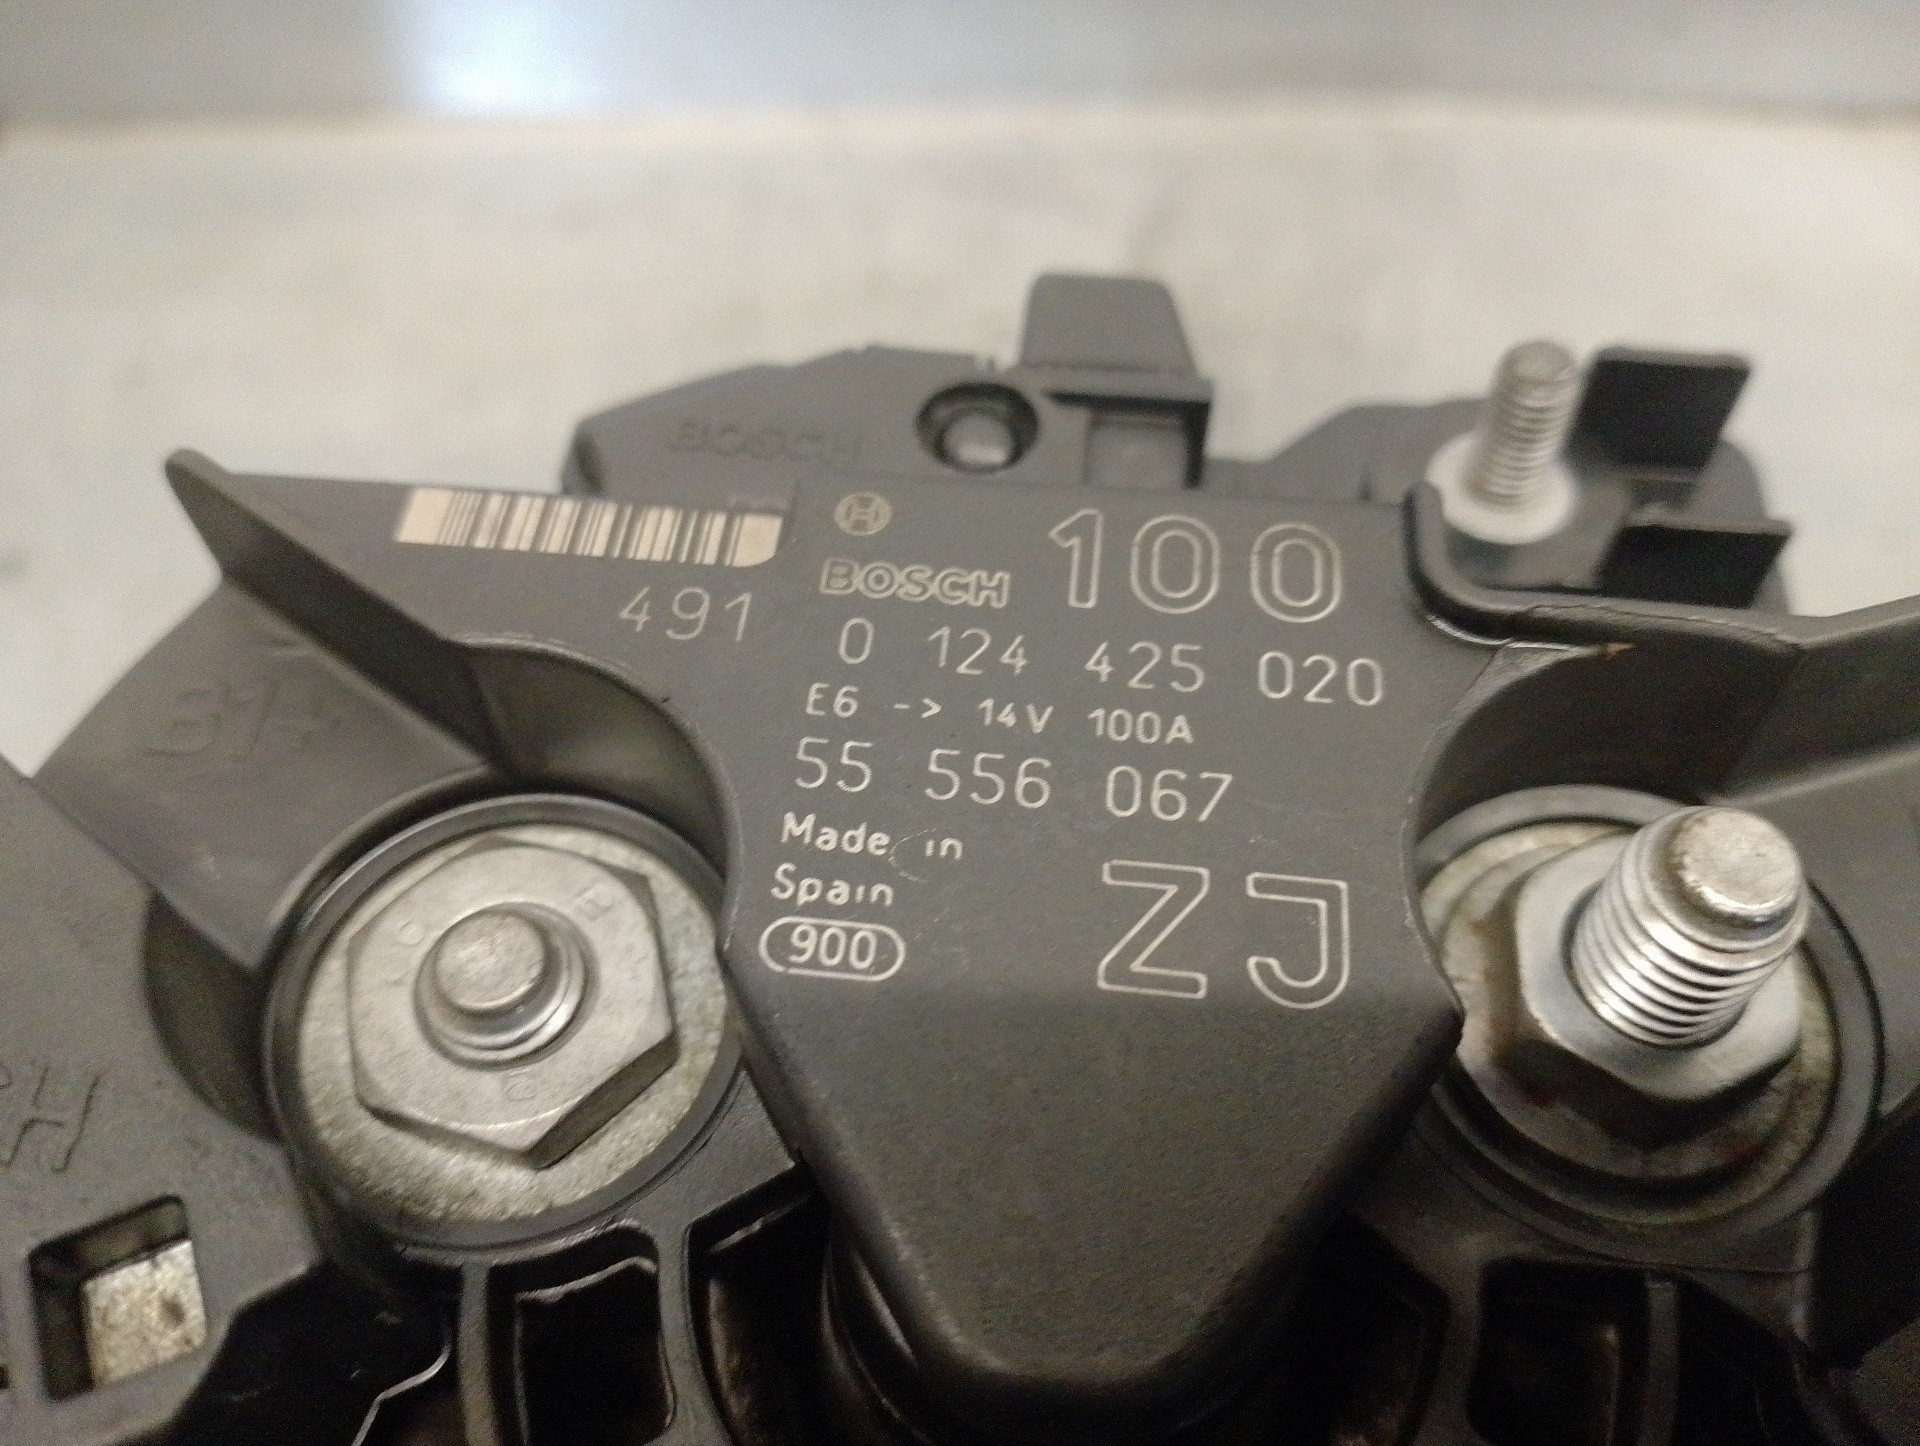 BOSCH
BOSCH 100
491
0 124 425 020
E6 -> 14V 100A
55 556 067
Made in
Spain
900
ZJ